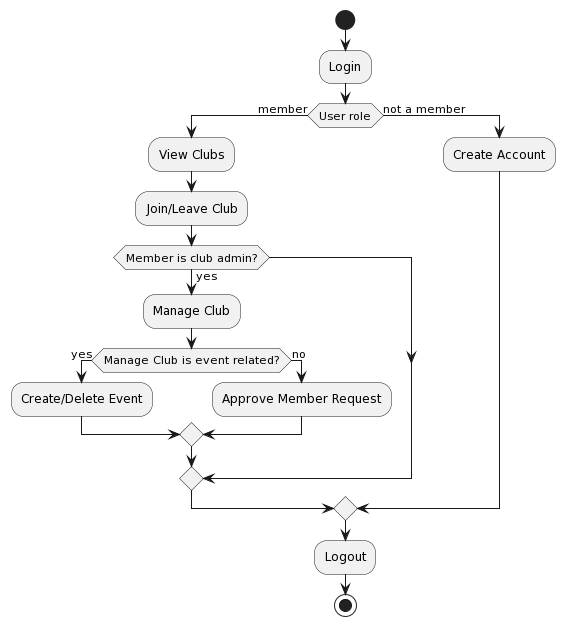 Login
member
User role
not a member
View Clubs
Create Account
Join/Leave Club
Member is club admin?
yes
Manage Club
yes
Manage Club is event related?
no
Create/Delete Event
Approve Member Request
Logout